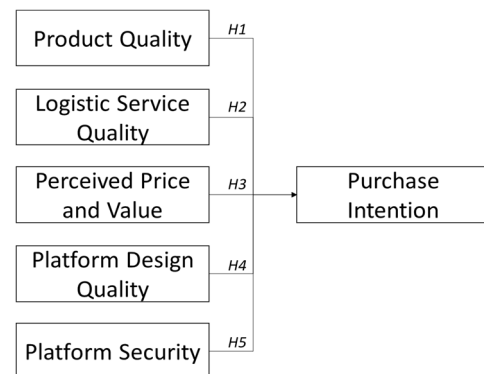 H1
Product Quality
H2
Logistic Service
Quality
H3
Perceived Price
and Value
Purchase
Intention
H4
Platform Design
Quality
H5
Platform Security